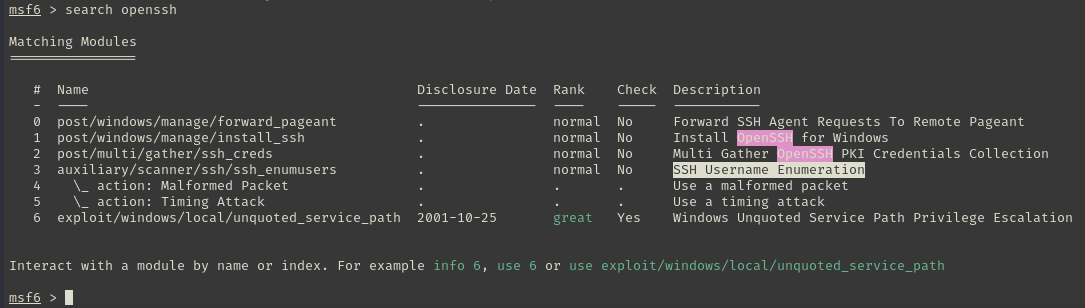 msf6 > search openssh
Matching Modules
================
   #  Name                                         Disclosure Date  Rank    Check  Description
   -  ----                                         ---------------  ----    -----  -----------
   0  post/windows/manage/forward_pageant          .                normal  No     Forward SSH Agent Requests To Remote Pageant
   1  post/windows/manage/install_ssh              .                normal  No     Install OpenSSH for Windows
   2  post/multi/gather/ssh_creds                  .                normal  No     Multi Gather OpenSSH PKI Credentials Collection
   3  auxiliary/scanner/ssh/ssh_enumusers          .                normal  No     SSH Username Enumeration
   4    \_ action: Malformed Packet                .                .       .      Use a malformed packet
   5    \_ action: Timing Attack                   .                .       .      Use a timing attack
   6  exploit/windows/local/unquoted_service_path  2001-10-25       great   Yes    Windows Unquoted Service Path Privilege Escalation
Interact with a module by name or index. For example info 6, use 6 or use exploit/windows/local/unquoted_service_path
msf6 >